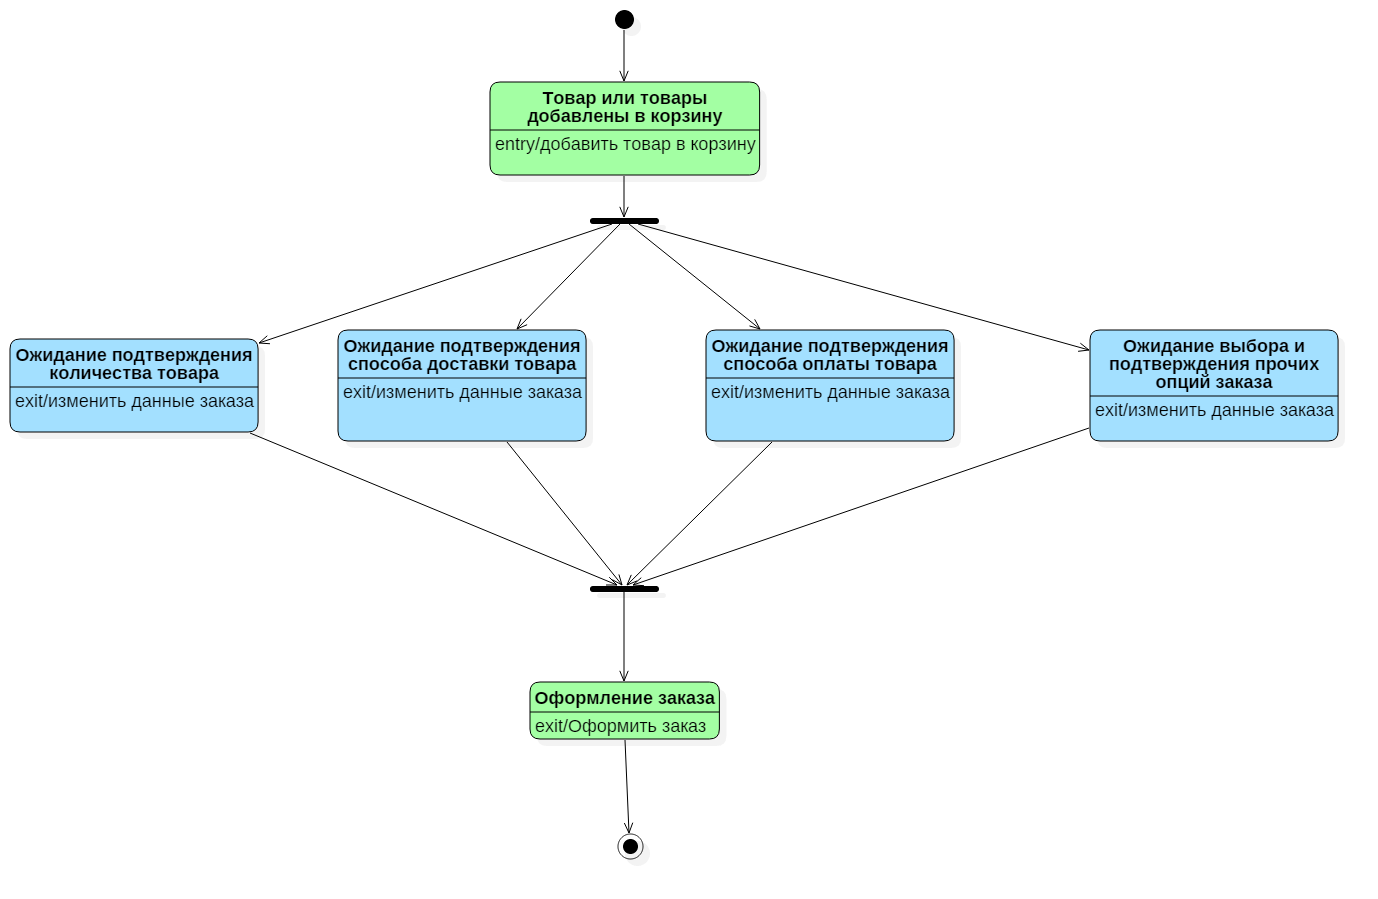 Товар или товары
добавлены в корзину
entry/добавить товар в корзину
Ожидание подтверждения
количества товара
exit/изменить данные заказа
Ожидание подтверждения
способа доставки товара
exit/изменить данные заказа
Ожидание подтверждения
способа оплаты товара
exit/изменить данные заказа
Ожидание выбора и
подтверждения прочих
опций заказа
exit/изменить данные заказа
Оформление заказа
exit/Оформить заказ